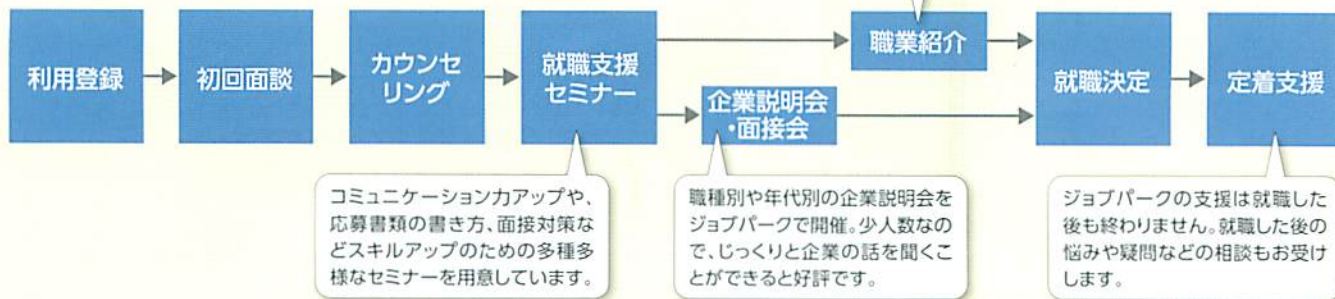 利用登録
初回面談
カウンセ
リング
就職支援
セミナー
職業紹介
企業説明会
・面接会
就職決定
定着支援
コミュニケーション力アップや、
応募書類の書き方、面接対策な
どスキルアップのための多種多
様なセミナーを用意しています。
職種別や年代別の企業説明会を
ジョブパークで開催。少人数なの
で、じっくりと企業の話を聞くこ
とができると好評です。
ジョブパークの支援は就職した
後も終わりません。就職した後の
悩みや疑問などの相談もお受け
します。